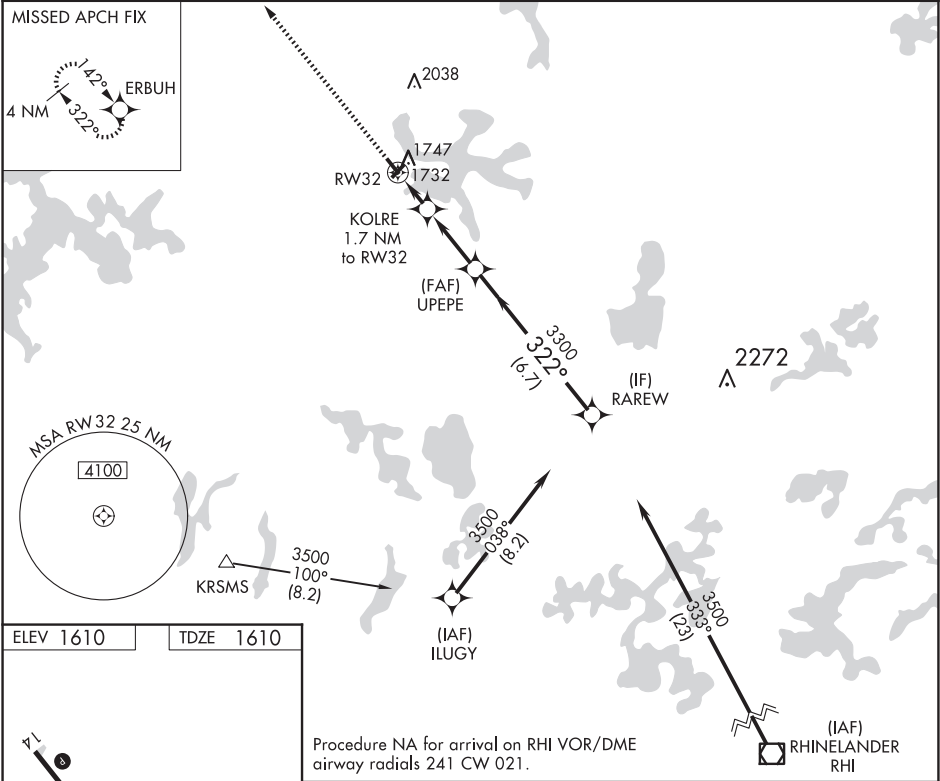 MISSED APCH FIX
142°
ERBUH
4 NM
322°
2038
1747
RW32
1732
KOLRE
1.7 NM
to RW32
(FAF)
UPEPE
3300
322°
(6.7)
(IF)
RAREW
2272
MSA RW32 25 NM
4100
KRSMS
3500
100°
(8.2)
3500
038°
(8.2)
(IAF)
ILUGY
3500
333°
(23)
(IAF)
RHINELANDER
RHI
ELEV 1610
TDZE 1610
14
P
Procedure NA for arrival on RHI VOR/DME
airway radials 241 CW 021.